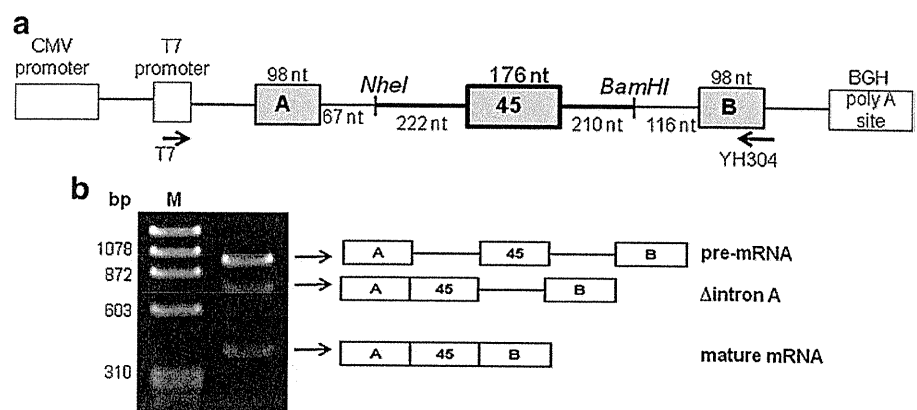 a
CMV promoter
T7 promoter
98 nt
A
67 nt
NheI
222 nt
176 nt
45
210 nt
BamHI
116 nt
98 nt
B
BGH poly A site
T7
YH304
b
bp
M
1078
872
603
310
A
45
B
pre-mRNA
A
45
B
Δintron A
A
45
B
mature mRNA